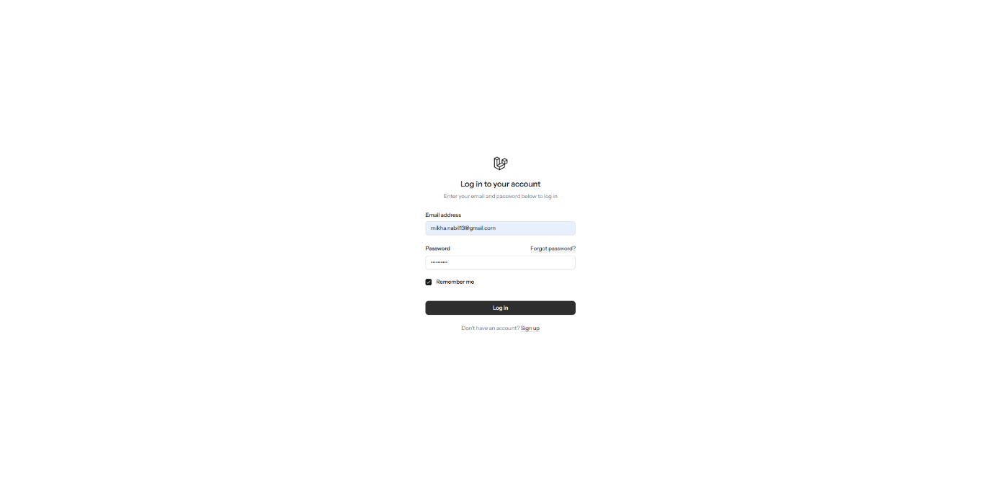 Log in to your account
Enter your email and password below to log in
Email address
mikha.nabil13@gmail.com
Password Forgot password?
••••••••••
Remember me
Log in
Don't have an account? Sign up